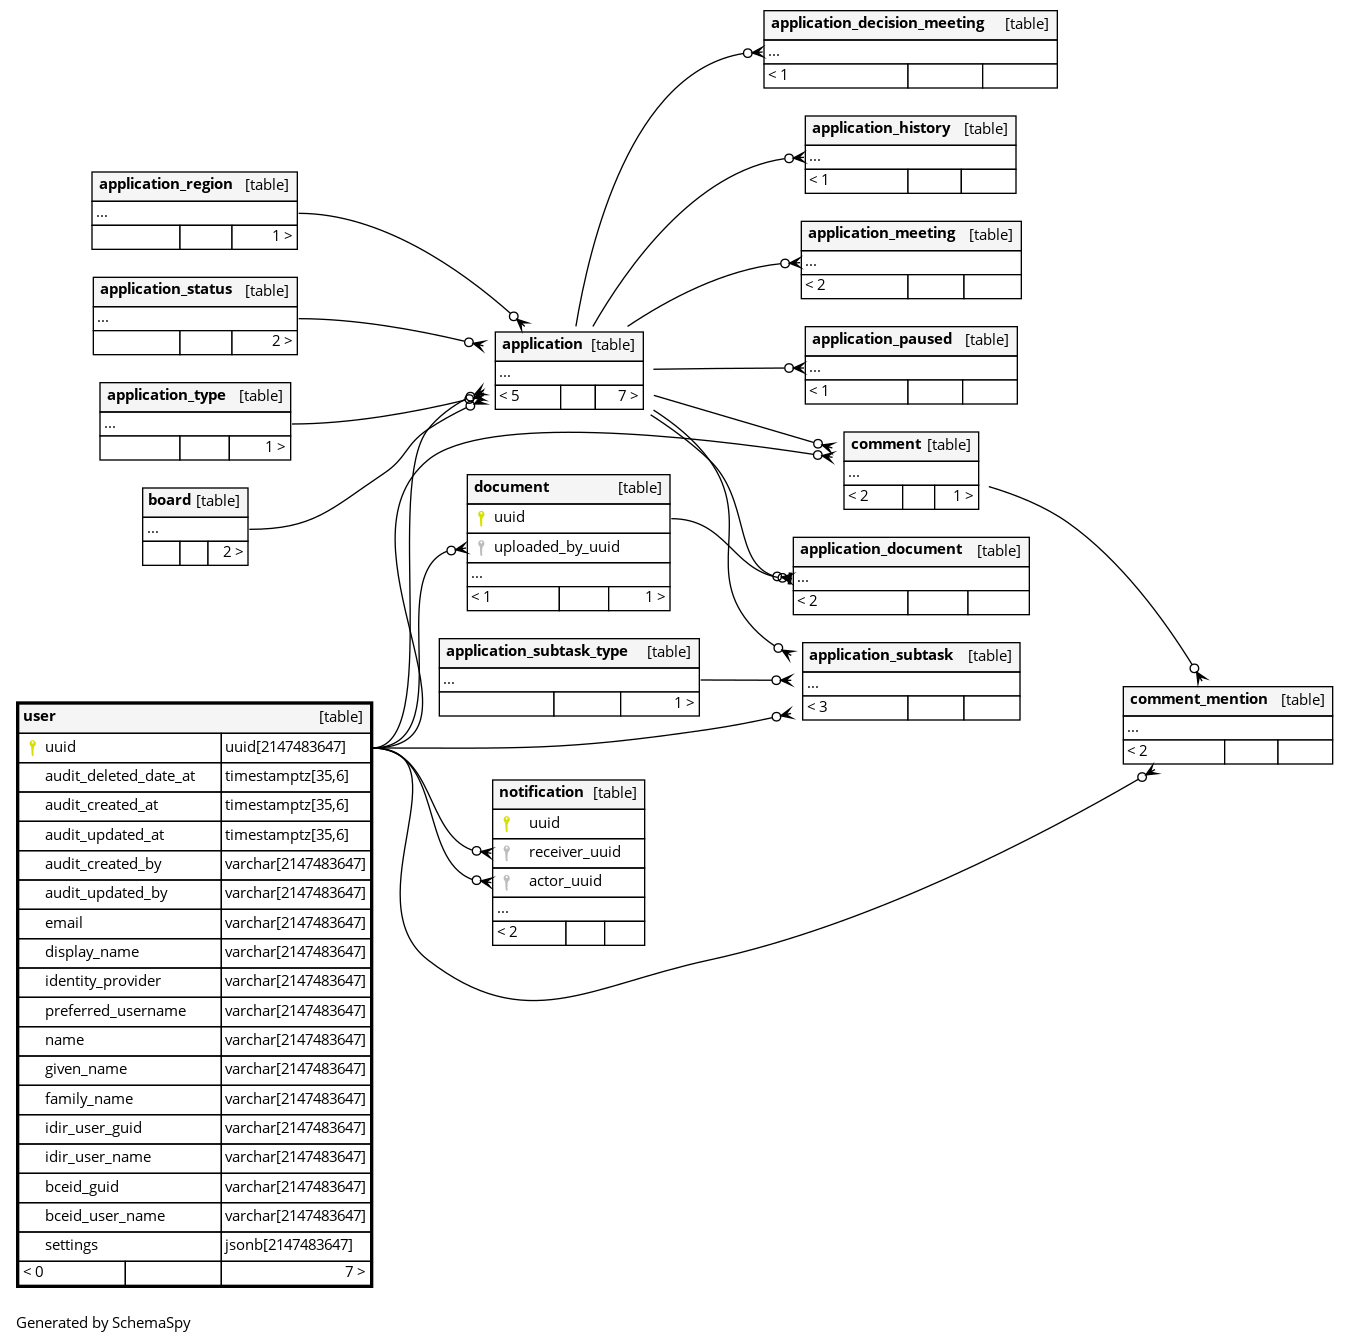 application_decision_meeting [table]
...
< 1
application_history [table]
...
< 1
application_region [table]
...
1 >
application_meeting [table]
...
< 2
application_status [table]
...
2 >
application [table]
...
< 5 7 >
application_paused [table]
...
< 1
application_type [table]
...
1 >
comment [table]
...
< 2 1 >
board [table]
...
2 >
document [table]
uuid
uploaded_by_uuid
...
< 1 1 >
application_document [table]
...
< 2
application_subtask_type [table]
...
1 >
application_subtask [table]
...
< 3
comment_mention [table]
...
< 2
user [table]
uuid uuid[2147483647]
audit_deleted_date_at timestamptz[35,6]
audit_created_at timestamptz[35,6]
audit_updated_at timestamptz[35,6]
audit_created_by varchar[2147483647]
audit_updated_by varchar[2147483647]
email varchar[2147483647]
display_name varchar[2147483647]
identity_provider varchar[2147483647]
preferred_username varchar[2147483647]
name varchar[2147483647]
given_name varchar[2147483647]
family_name varchar[2147483647]
idir_user_guid varchar[2147483647]
idir_user_name varchar[2147483647]
bceid_guid varchar[2147483647]
bceid_user_name varchar[2147483647]
settings jsonb[2147483647]
< 0 7 >
notification [table]
uuid
receiver_uuid
actor_uuid
...
< 2
Generated by SchemaSpy